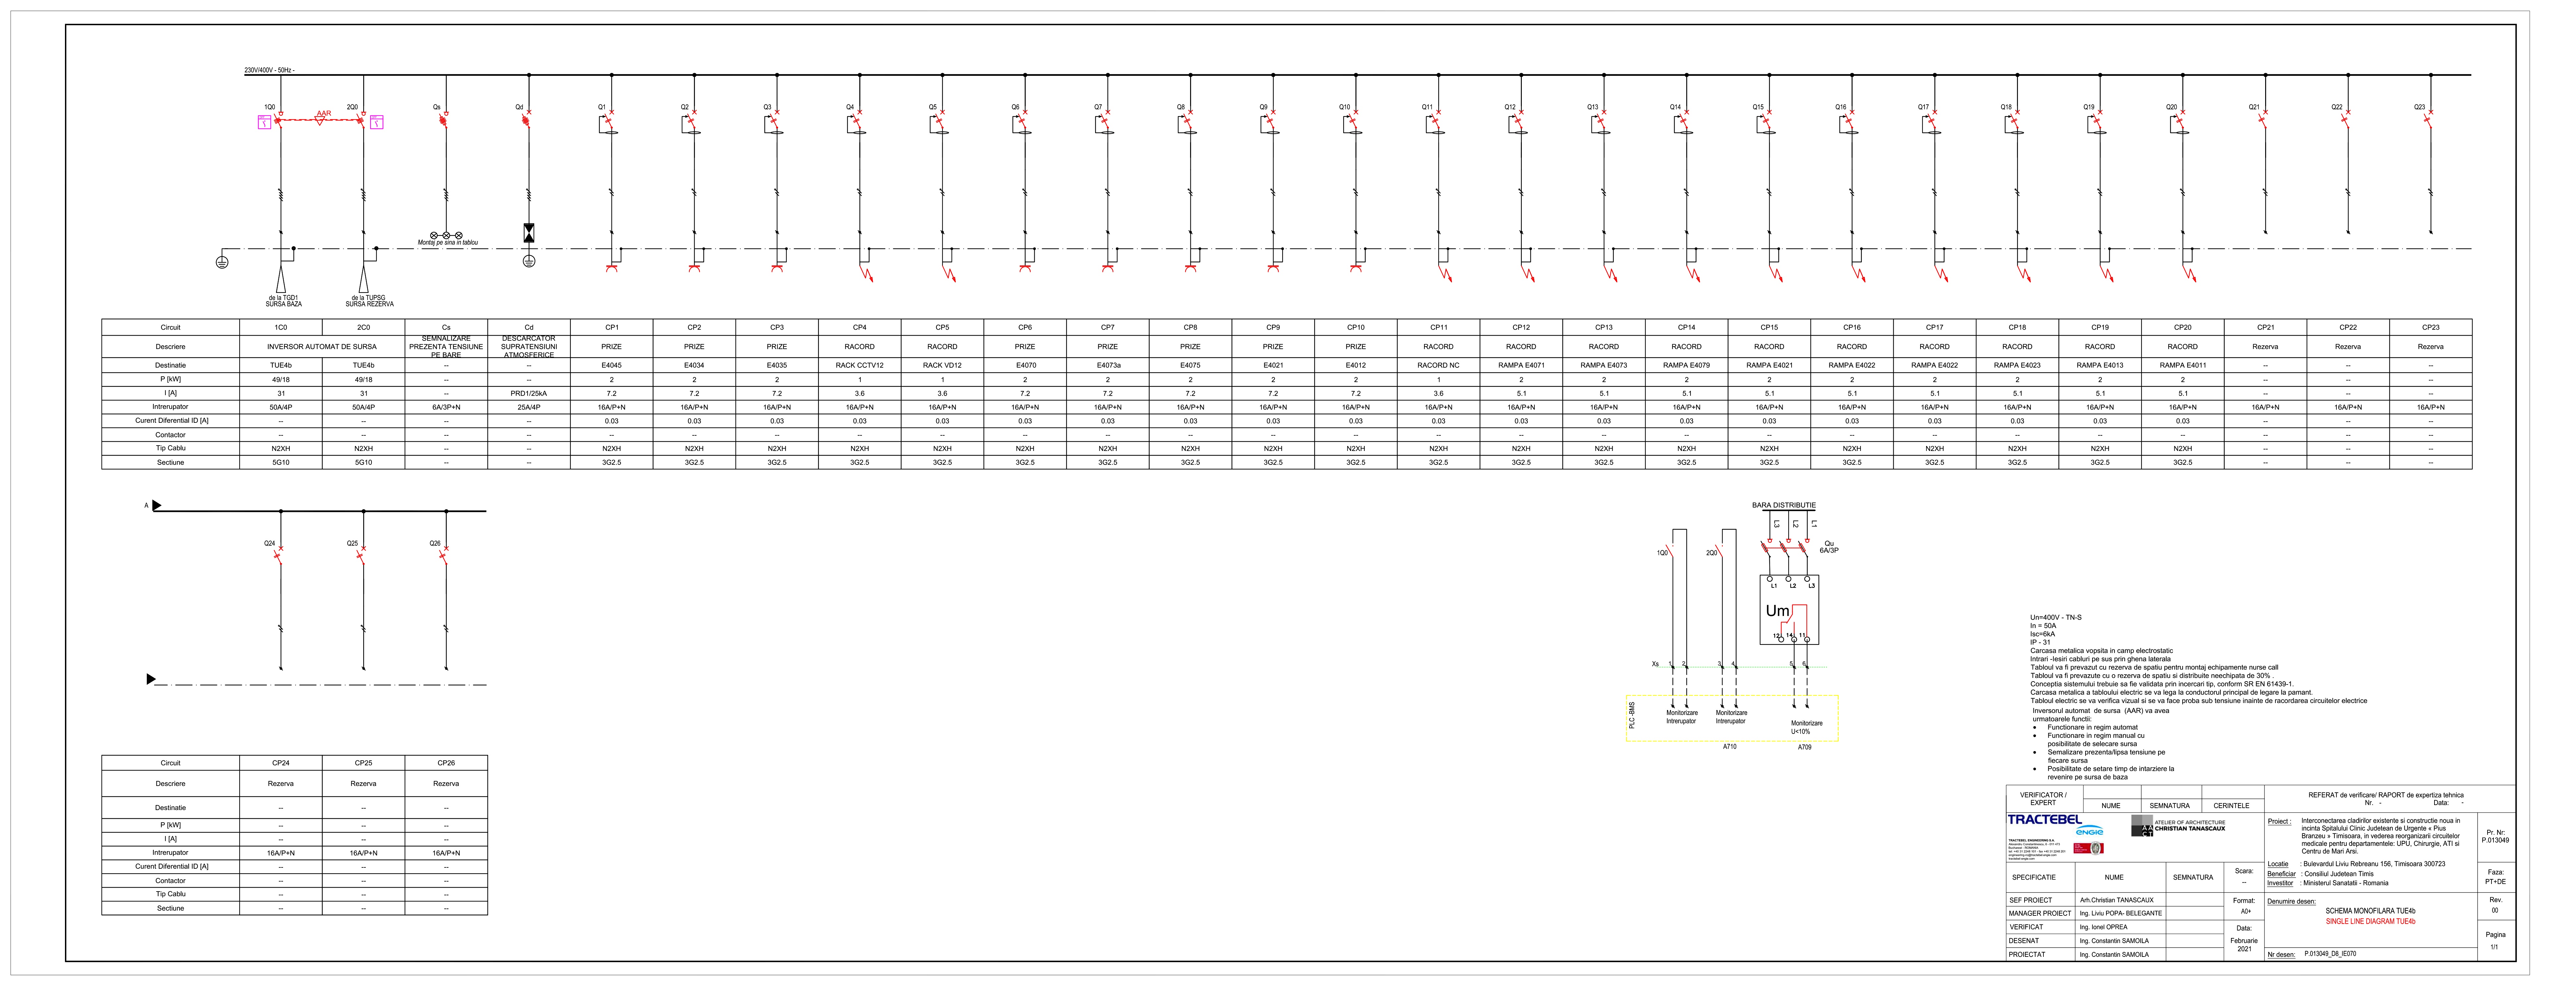 230V/400V - 50Hz -
1Q0 AAR 2Q0 Qs Qd Q1 Q2 Q3 Q4 Q5 Q6 Q7 Q8 Q9 Q10 Q11 Q12 Q13 Q14 Q15 Q16 Q17 Q18 Q19 Q20 Q21 Q22 Q23
Montaj pe sina in tablou
de la TGD1
SURSA BAZA
de la TUPSG
SURSA REZERVA
Circuit 1C0 2C0 Cs Cd CP1 CP2 CP3 CP4 CP5 CP6 CP7 CP8 CP9 CP10 CP11 CP12 CP13 CP14 CP15 CP16 CP17 CP18 CP19 CP20 CP21 CP22 CP23
Descriere INVERSOR AUTOMAT DE SURSA SEMNALIZARE PREZENTA TENSIUNE PE BARE DESCARCATOR SUPRATENSIUNI ATMOSFERICE PRIZE PRIZE PRIZE RACORD RACORD PRIZE PRIZE PRIZE PRIZE PRIZE RACORD RACORD RACORD RACORD RACORD RACORD RACORD RACORD RACORD RACORD Rezerva Rezerva Rezerva
Destinatie TUE4b TUE4b -- -- E4045 E4034 E4035 RACK CCTV12 RACK VD12 E4070 E4073a E4075 E4021 E4012 RACORD NC RAMPA E4071 RAMPA E4073 RAMPA E4079 RAMPA E4021 RAMPA E4022 RAMPA E4022 RAMPA E4023 RAMPA E4013 RAMPA E4011 -- -- --
P [kW] 49/18 49/18 -- -- 2 2 2 1 1 2 2 2 2 2 1 2 2 2 2 2 2 2 2 2 -- -- --
I [A] 31 31 -- PRD1/25kA 7.2 7.2 7.2 3.6 3.6 7.2 7.2 7.2 7.2 7.2 3.6 5.1 5.1 5.1 5.1 5.1 5.1 5.1 5.1 5.1 -- -- --
Intrerupator 50A/4P 50A/4P 6A/3P+N 25A/4P 16A/P+N 16A/P+N 16A/P+N 16A/P+N 16A/P+N 16A/P+N 16A/P+N 16A/P+N 16A/P+N 16A/P+N 16A/P+N 16A/P+N 16A/P+N 16A/P+N 16A/P+N 16A/P+N 16A/P+N 16A/P+N 16A/P+N 16A/P+N 16A/P+N 16A/P+N 16A/P+N
Curent Diferential ID [A] -- -- -- -- 0.03 0.03 0.03 0.03 0.03 0.03 0.03 0.03 0.03 0.03 0.03 0.03 0.03 0.03 0.03 0.03 0.03 0.03 0.03 0.03 -- -- --
Contactor -- -- -- -- -- -- -- -- -- -- -- -- -- -- -- -- -- -- -- -- -- -- -- -- -- -- --
Tip Cablu N2XH N2XH -- -- N2XH N2XH N2XH N2XH N2XH N2XH N2XH N2XH N2XH N2XH N2XH N2XH N2XH N2XH N2XH N2XH N2XH N2XH N2XH N2XH -- -- --
Sectiune 5G10 5G10 -- -- 3G2.5 3G2.5 3G2.5 3G2.5 3G2.5 3G2.5 3G2.5 3G2.5 3G2.5 3G2.5 3G2.5 3G2.5 3G2.5 3G2.5 3G2.5 3G2.5 3G2.5 3G2.5 3G2.5 3G2.5 -- -- --
A
Q24 Q25 Q26
Circuit CP24 CP25 CP26
Descriere Rezerva Rezerva Rezerva
Destinatie -- -- --
P [kW] -- -- --
I [A] -- -- --
Intrerupator 16A/P+N 16A/P+N 16A/P+N
Curent Diferential ID [A] -- -- --
Contactor -- -- --
Tip Cablu -- -- --
Sectiune -- -- --
BARA DISTRIBUTIE
L3 L2 L1
1Q0 2Q0
Qu
6A/3P
L1 L2 L3
Um
12 14 11
Xs 1 2 3 4 5 6
PLC -BMS
Monitorizare
Intrerupator
Monitorizare
Intrerupator
Monitorizare
U<10%
A710 A709
Un=400V - TN-S
In = 50A
Isc=6kA
IP - 31
Carcasa metalica vopsita in camp electrostatic
Intrari -Iesiri cabluri pe sus prin ghena laterala
Tabloul va fi prevazut cu rezerva de spatiu pentru montaj echipamente nurse call
Tabloul va fi prevazute cu o rezerva de spatiu si distribuite neechipata de 30% .
Conceptia sistemului trebuie sa fie validata prin incercari tip, conform SR EN 61439-1.
Carcasa metalica a tabloului electric se va lega la conductorul principal de legare la pamant.
Tabloul electric se va verifica vizual si se va face proba sub tensiune inainte de racordarea circuitelor electrice
Inversorul automat de sursa (AAR) va avea
urmatoarele functii:
• Functionare in regim automat
• Functionare in regim manual cu
posibilitate de selecare sursa
• Semalizare prezenta/lipsa tensiune pe
fiecare sursa
• Posibilitate de setare timp de intarziere la
revenire pe sursa de baza
VERIFICATOR /
EXPERT
NUME SEMNATURA CERINTELE
REFERAT de verificare/ RAPORT de expertiza tehnica
Nr. - Data: -
TRACTEBEL
ENGIE
ATELIER OF ARCHITECTURE
CHRISTIAN TANASCAUX
Proiect : Interconectarea cladirilor existente si constructie noua in
incinta Spitalului Clinic Judetean de Urgente « Pius
Branzeu » Timisoara, in vederea reorganizarii circuitelor
medicale pentru departamentele: UPU, Chirurgie, ATI si
Centru de Mari Arsi.
Pr. Nr:
P.013049
Locatie : Bulevardul Liviu Rebreanu 156, Timisoara 300723
Beneficiar : Consiliul Judetean Timis
Investitor : Ministerul Sanatatii - Romania
Faza:
PT+DE
SPECIFICATIE NUME SEMNATURA
Scara:
--
SEF PROIECT Arh.Christian TANASCAUX
MANAGER PROIECT Ing. Liviu POPA- BELEGANTE
VERIFICAT Ing. Ionel OPREA
DESENAT Ing. Constantin SAMOILA
PROIECTAT Ing. Constantin SAMOILA
Format:
A0+
Data:
Februarie
2021
Denumire desen:
SCHEMA MONOFILARA TUE4b
SINGLE LINE DIAGRAM TUE4b
Rev.
00
Pagina
1/1
Nr desen: P.013049_D8_IE070